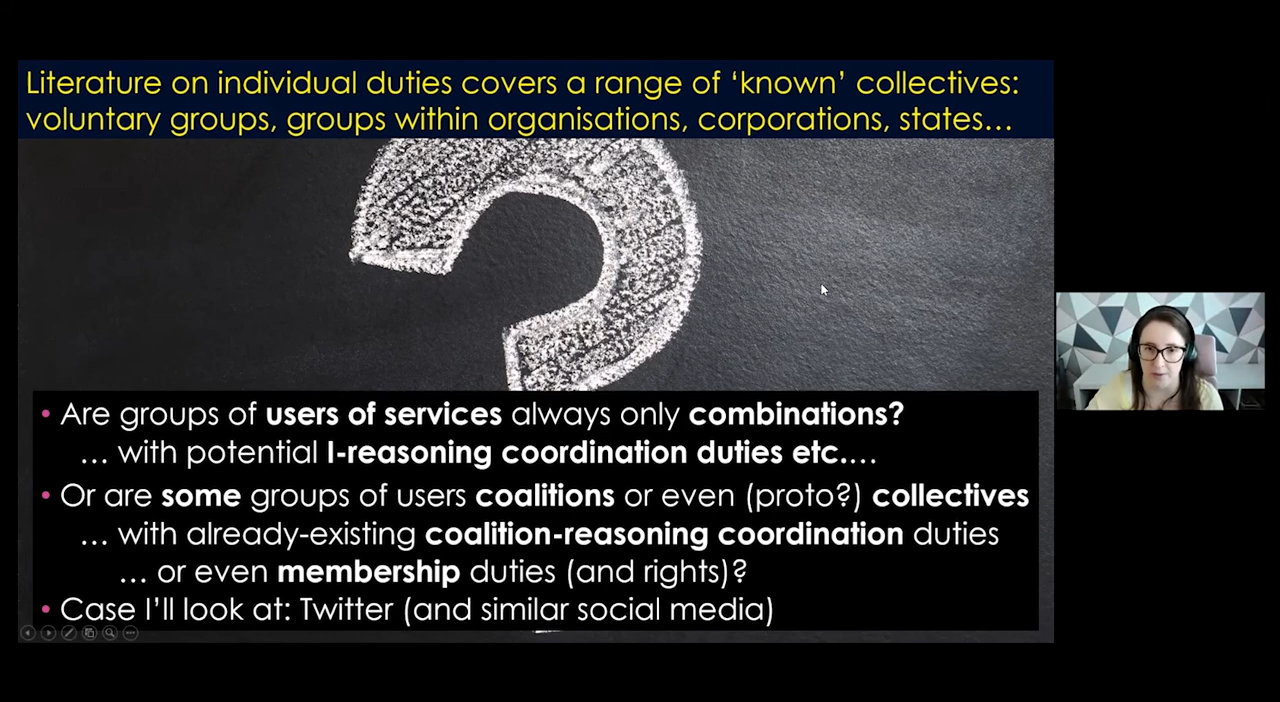 Literature on individual duties covers a range of ‘known’ collectives:
voluntary groups, groups within organisations, corporations, states…
• Are groups of users of services always only combinations?
… with potential I-reasoning coordination duties etc.…
• Or are some groups of users coalitions or even (proto?) collectives
… with already-existing coalition-reasoning coordination duties
… or even membership duties (and rights)?
• Case I’ll look at: Twitter (and similar social media)